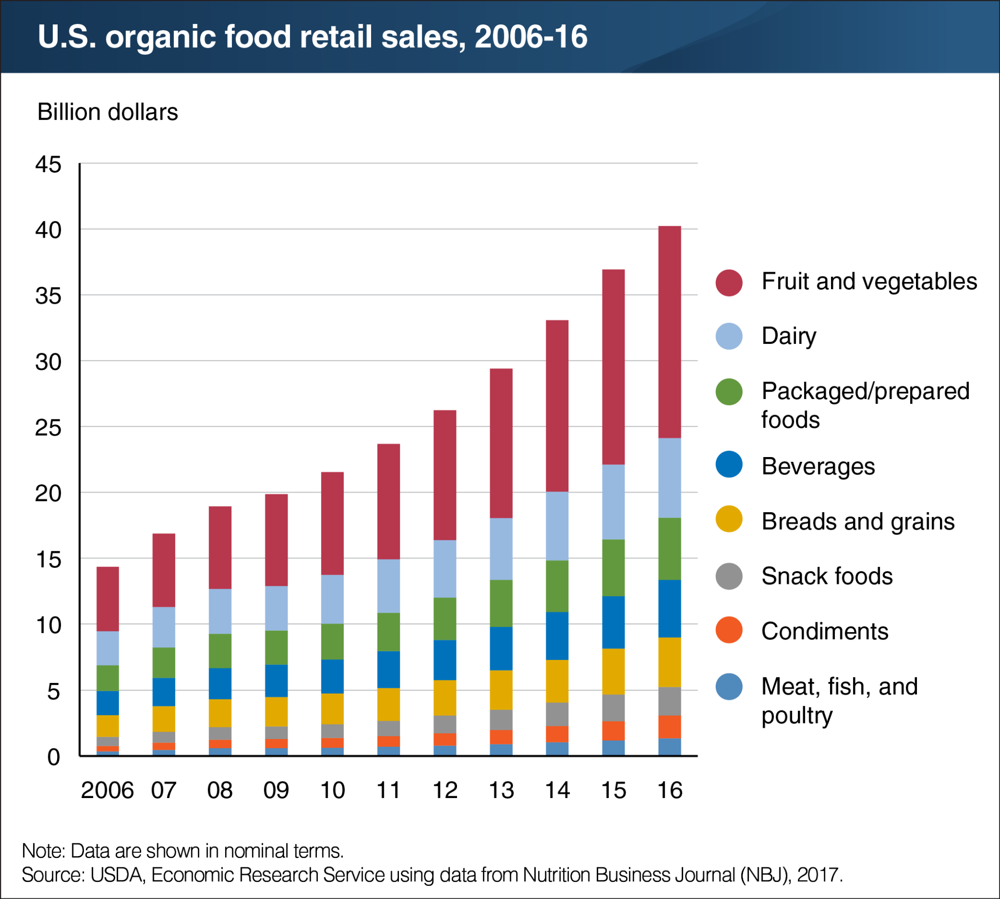 U.S. organic food retail sales, 2006-16
Billion dollars
45
40
35
30
25
20
15
10
5
0
2006 07 08 09 10 11 12 13 14 15 16
Fruit and vegetables
Dairy
Packaged/prepared
foods
Beverages
Breads and grains
Snack foods
Condiments
Meat, fish, and
poultry
Note: Data are shown in nominal terms.
Source: USDA, Economic Research Service using data from Nutrition Business Journal (NBJ), 2017.